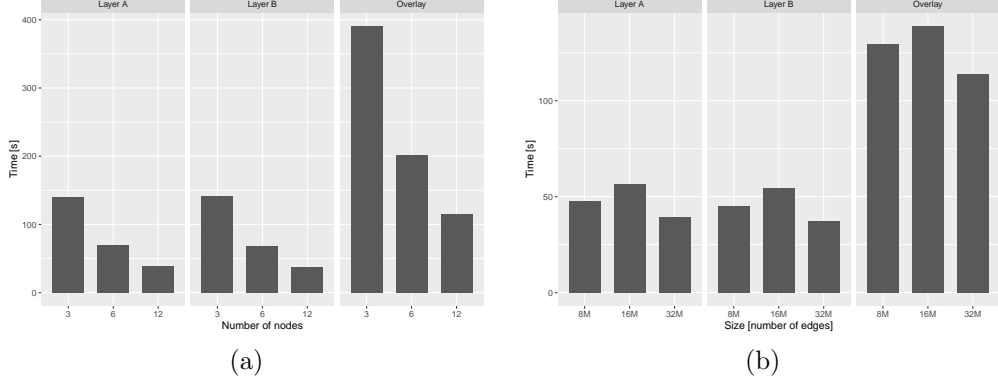 Layer A Layer B Overlay
400
300
200
100
0
Time [s]
3 6 12 3 6 12 3 6 12
Number of nodes
(a)
Layer A Layer B Overlay
100
50
0
Time [s]
8M 16M 32M 8M 16M 32M 8M 16M 32M
Size [number of edges]
(b)